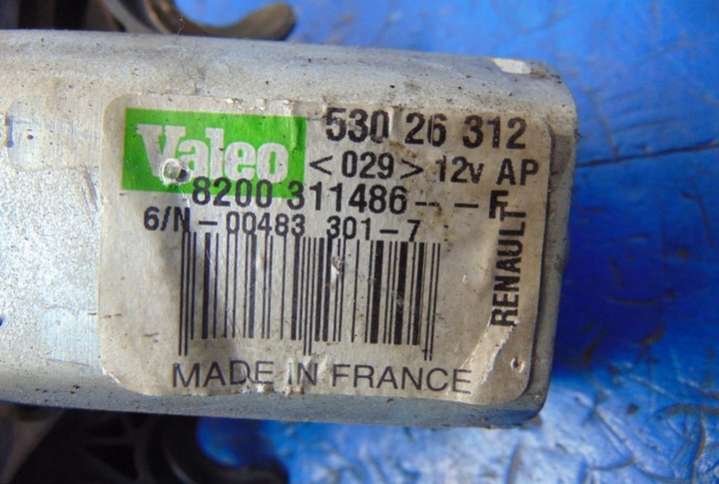 Valeo 530 26 312
<029> 12v AP
8200 311486 - - - F
6/N - 00483 301-7
RENAULT
MADE IN FRANCE